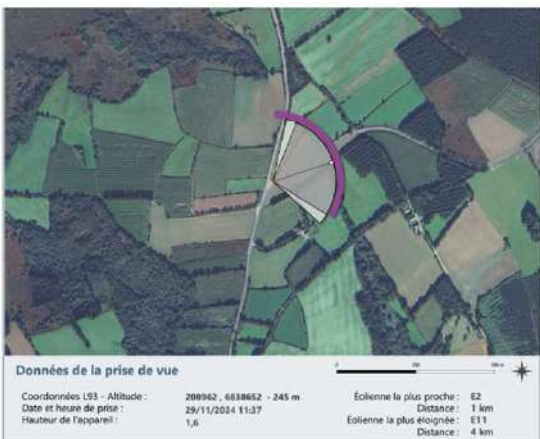 Données de la prise de vue
Coordonnées L93 - Altitude : 208962 , 6838652 - 245 m
Date et heure de prise : 29/11/2024 11:37
Hauteur de l'appareil : 1,6
Éolienne la plus proche : E2
Distance : 1 km
Éolienne la plus éloignée : E11
Distance : 4 km